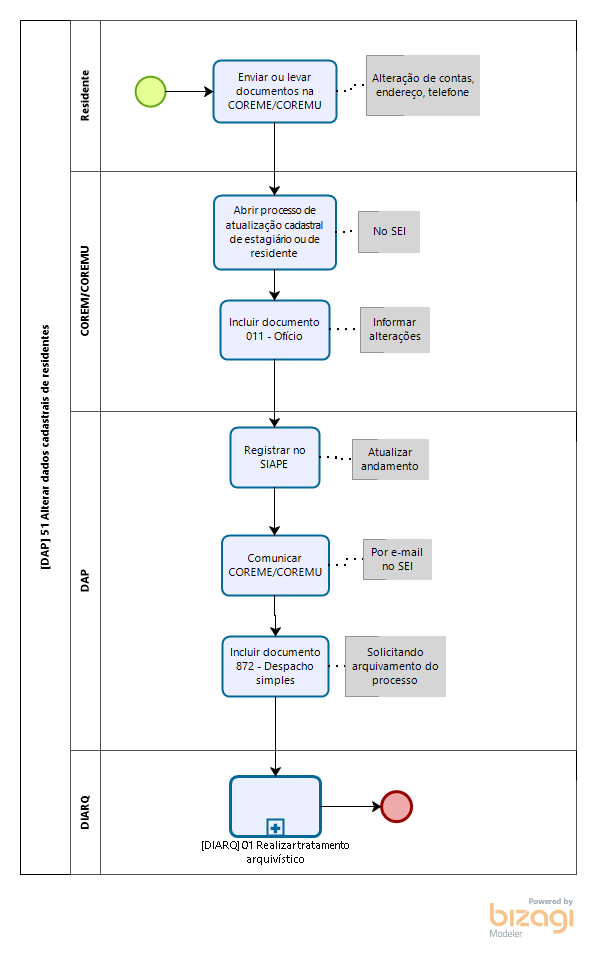 [DAP] 51 Alterar dados cadastrais de residentes
Residente
Enviar ou levar
documentos na
COREME/COREMU
Alteração de contas,
endereço, telefone
COREM/COREMU
Abrir processo de
atualização cadastral
de estagiário ou de
residente
No SEI
Incluir documento
011 - Ofício
Informar
alterações
DAP
Registrar no
SIAPE
Atualizar
andamento
Comunicar
COREME/COREMU
Por e-mail
no SEI
Incluir documento
872 - Despacho
simples
Solicitando
arquivamento do
processo
DIARQ
[DIARQ] 01 Realizar tratamento
arquivístico
Powered by
bizagi
Modeler